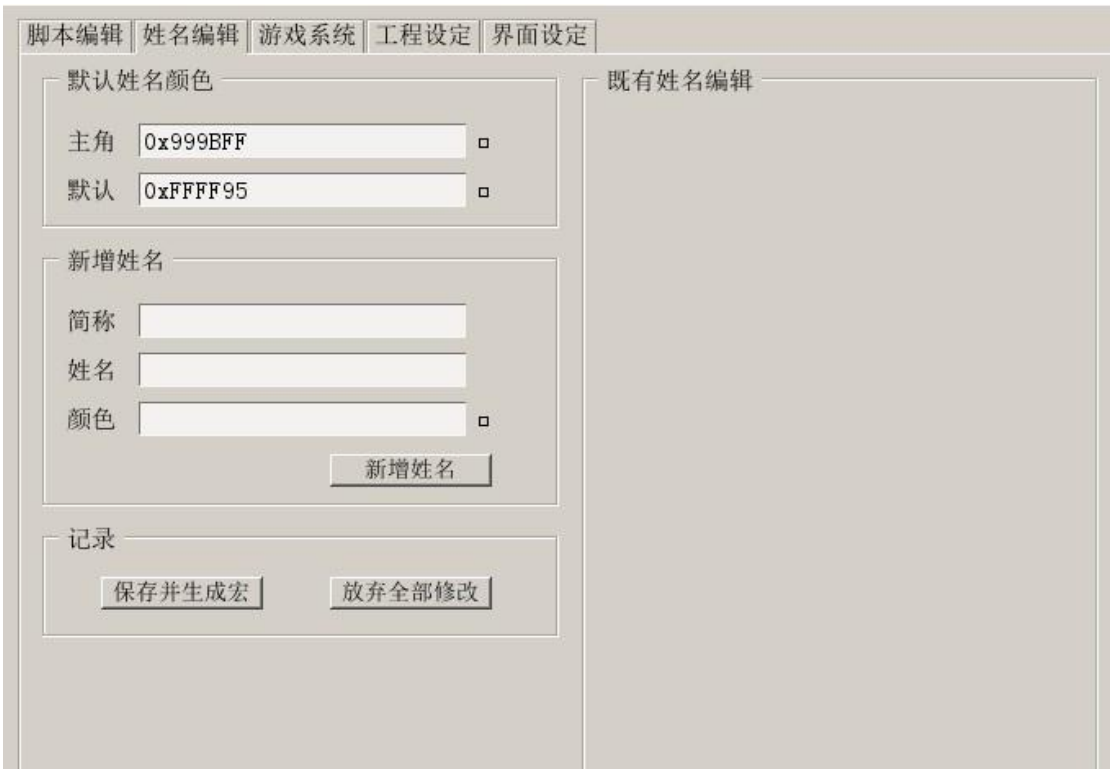 脚本编辑 姓名编辑 游戏系统 工程设定 界面设定
默认姓名颜色
主角 0x999BFF
默认 0xFFFF95
新增姓名
简称
姓名
颜色
新增姓名
记录
保存并生成宏 放弃全部修改
既有姓名编辑